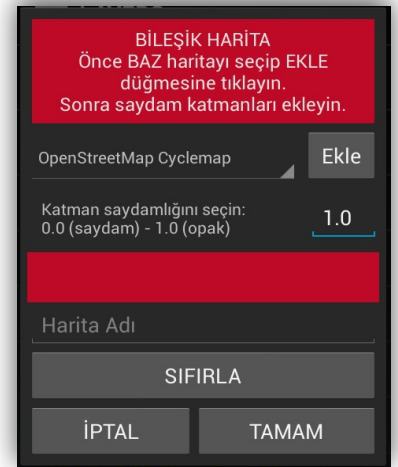 BİLEŞİK HARİTA
Önce BAZ haritayı seçip EKLE
düğmesine tıklayın.
Sonra saydam katmanları ekleyin.
OpenStreetMap Cyclemap
Ekle
Katman saydamlığını seçin:
0.0 (saydam) - 1.0 (opak)
1.0
Harita Adı
SIFIRLA
İPTAL
TAMAM